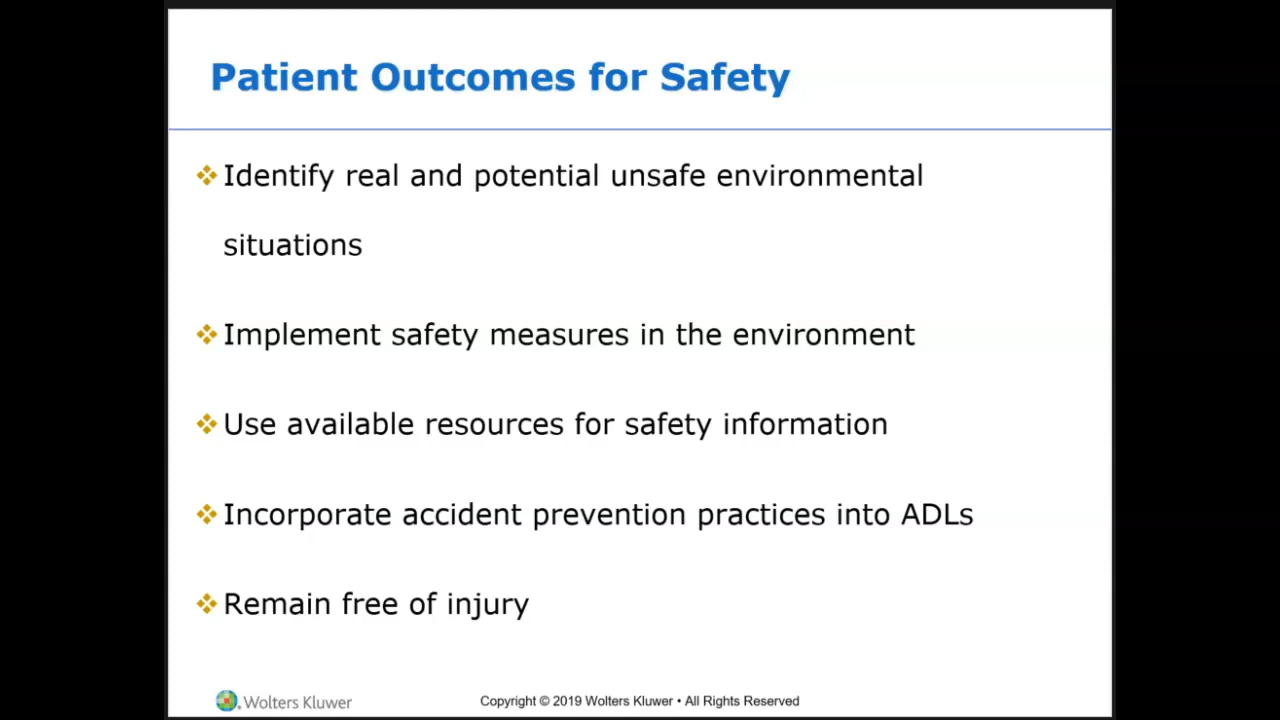 Patient Outcomes for Safety
❖Identify real and potential unsafe environmental
situations
❖Implement safety measures in the environment
❖Use available resources for safety information
❖Incorporate accident prevention practices into ADLs
❖Remain free of injury
Wolters Kluwer
Copyright © 2019 Wolters Kluwer • All Rights Reserved